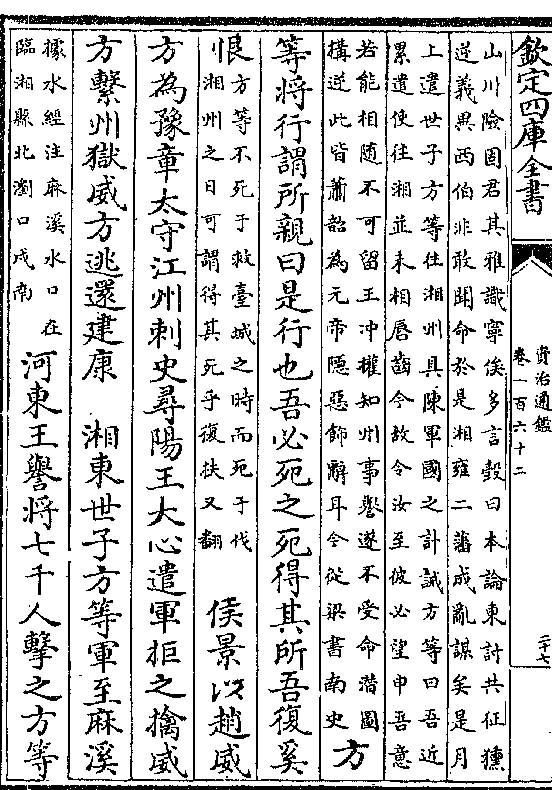 欽定四庫全書
資治通鑑
卷一百六十二
二十七
山川險固君其雅識寧俟多言瑴曰本論東討共征獯
逆義異西伯非敢聞命於是湘雍二藩成亂謀矣是月
上遣世子方等往湘州具陳軍國之計誡方等曰吾近
累遣使往湘並未相唇齒今故令汝至彼必望申吾意
若能相隨不可留王冲權知州事譽遂不受命潜圖
構逆此皆蕭韶為元帝隠惡飾辭耳今從梁書南史
方
等將行謂所親曰是行也吾必死之死得其所吾復奚
恨
方等不死于救臺城之時而死于伐
湘州之日可謂得其死乎復扶又翻
侯景以趙威
方為豫章太守江州刺史尋陽王大心遣軍拒之擒威
方繫州獄威方逃還建康　湘東世子方等軍至麻溪
據水經注麻溪水口在
臨湘縣北瀏口戍南
河東王譽將七千人擊之方等